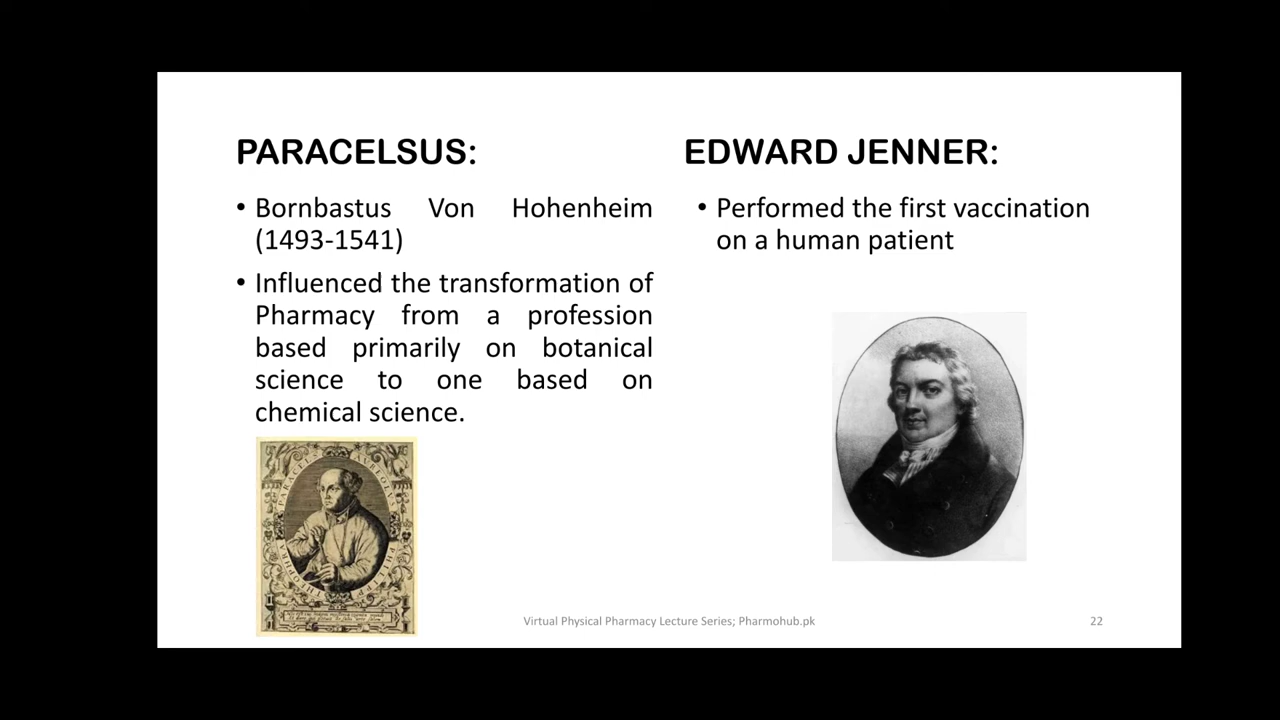 PARACELSUS:
• Bornbastus Von Hohenheim
(1493-1541)
• Influenced the transformation of
Pharmacy from a profession
based primarily on botanical
science to one based on
chemical science.
EDWARD JENNER:
• Performed the first vaccination
on a human patient
Virtual Physical Pharmacy Lecture Series; Pharmohub.pk
22